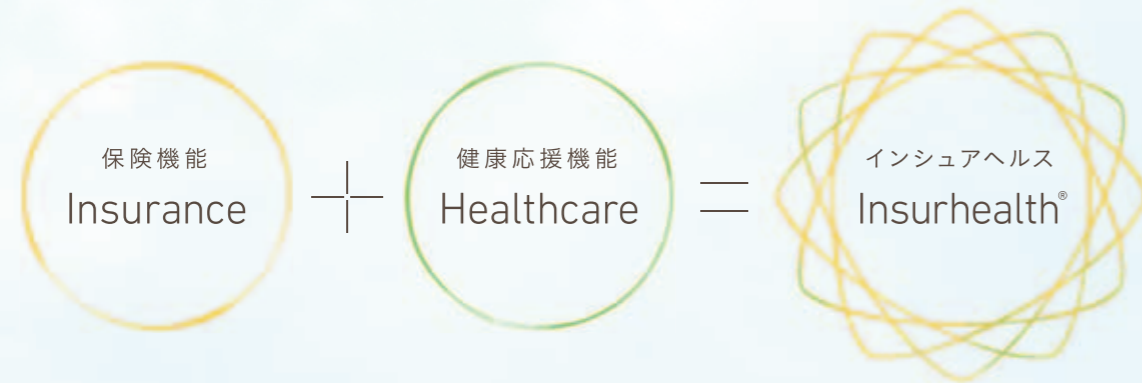 保険機能
Insurance
+
健康応援機能
Healthcare
=
インシュアヘルス
Insurhealth®